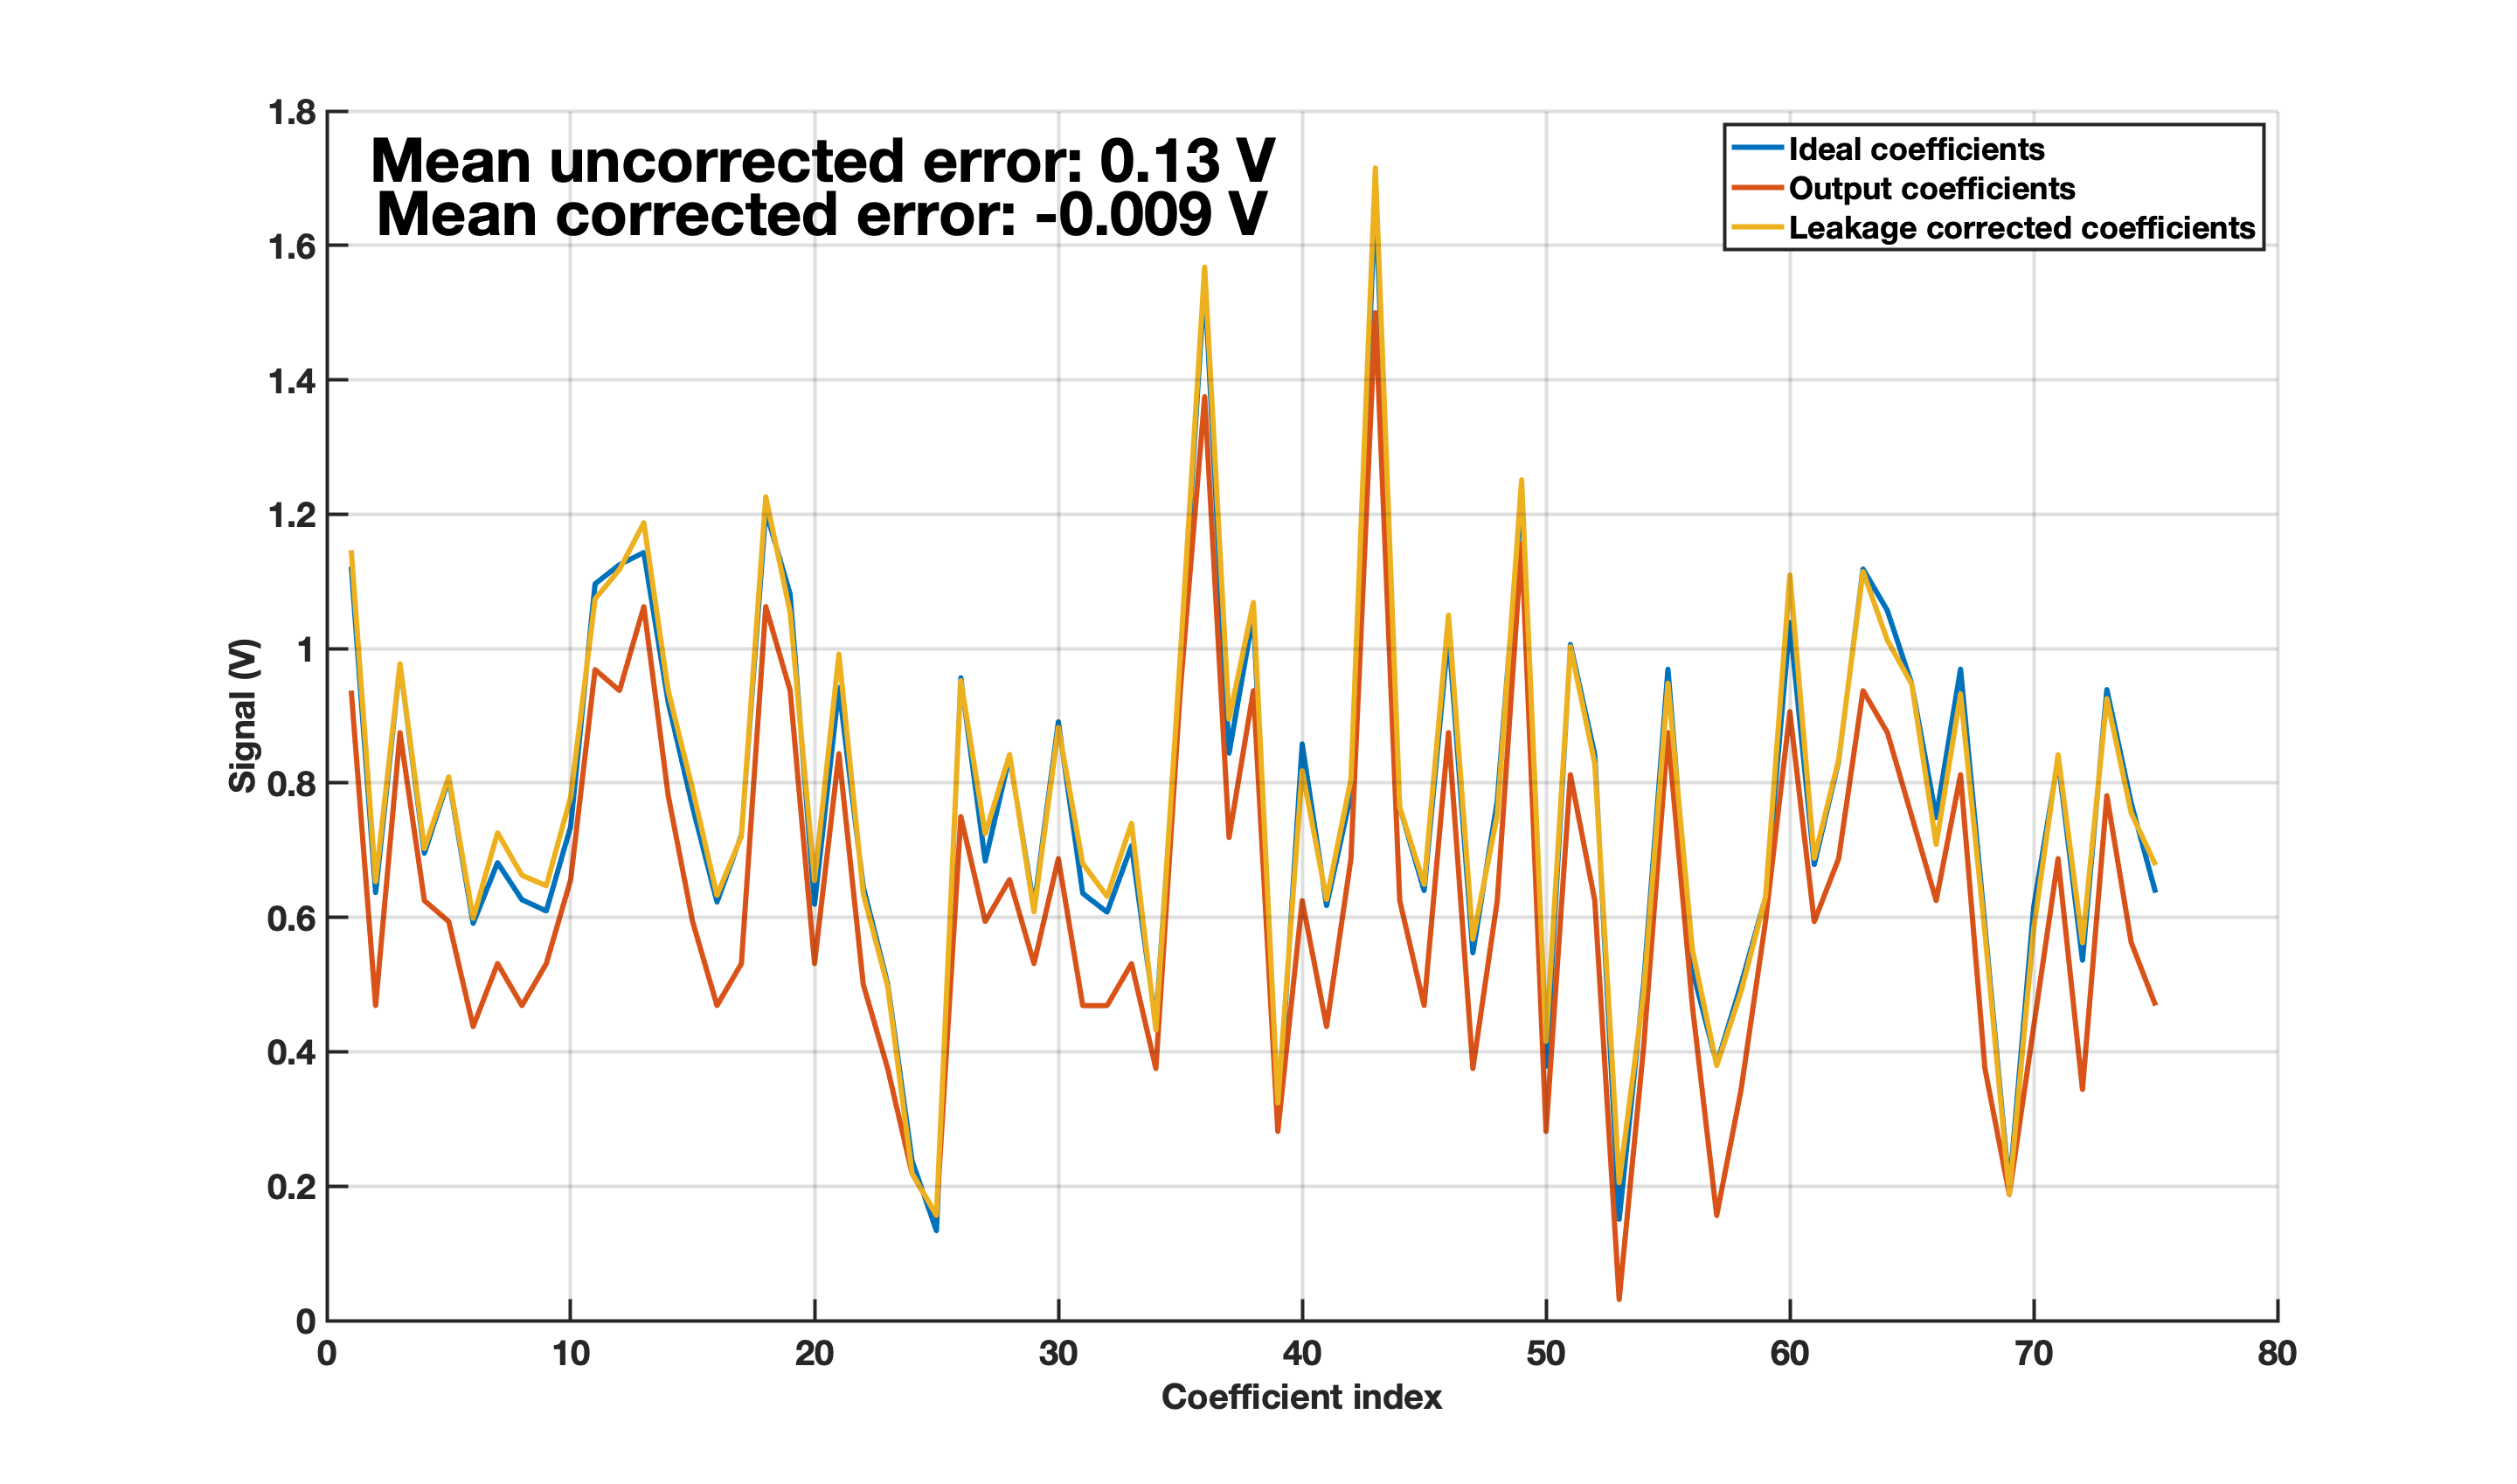 Mean uncorrected error: 0.13 V
Mean corrected error: -0.009 V
Ideal coefficients
Output coefficients
Leakage corrected coefficients
Signal (V)
1.8
1.6
1.4
1.2
1
0.8
0.6
0.4
0.2
0
0 10 20 30 40 50 60 70 80
Coefficient index